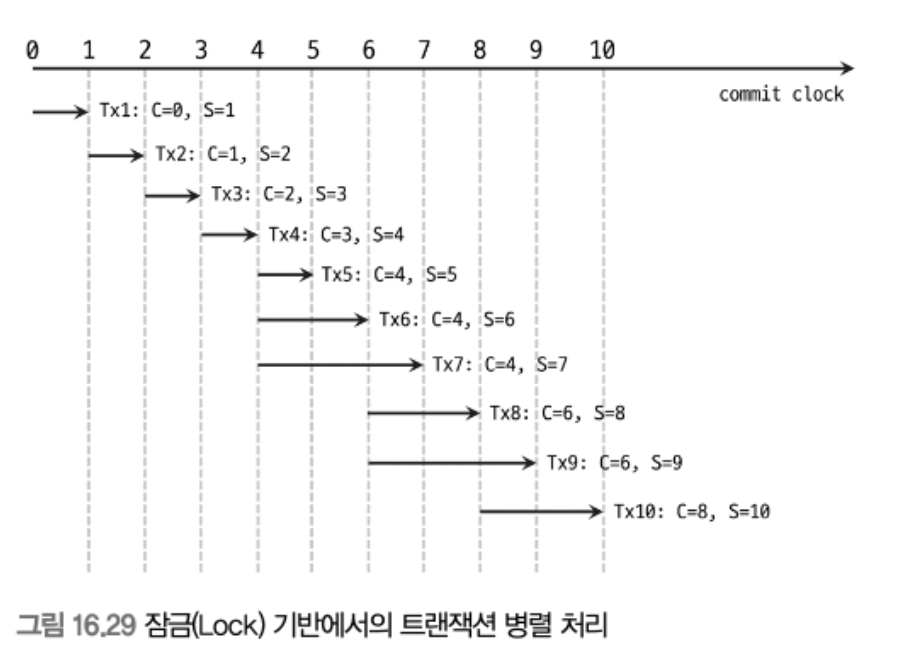 0 1 2 3 4 5 6 7 8 9 10
commit clock
Tx1: C=0, S=1
Tx2: C=1, S=2
Tx3: C=2, S=3
Tx4: C=3, S=4
Tx5: C=4, S=5
Tx6: C=4, S=6
Tx7: C=4, S=7
Tx8: C=6, S=8
Tx9: C=6, S=9
Tx10: C=8, S=10
그림 16.29 잠금(Lock) 기반에서의 트랜잭션 병렬 처리